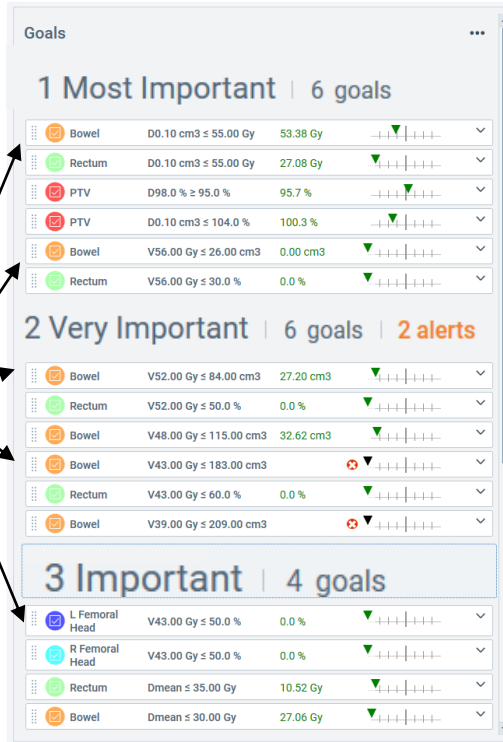 Goals
1 Most Important | 6 goals
Bowel D0.10 cm3 ≤ 55.00 Gy 53.38 Gy
Rectum D0.10 cm3 ≤ 55.00 Gy 27.08 Gy
PTV D98.0 % ≥ 95.0 % 95.7 %
PTV D0.10 cm3 ≤ 104.0 % 100.3 %
Bowel V56.00 Gy ≤ 26.00 cm3 0.00 cm3
Rectum V56.00 Gy ≤ 30.0 % 0.0 %
2 Very Important | 6 goals | 2 alerts
Bowel V52.00 Gy ≤ 84.00 cm3 27.20 cm3
Rectum V52.00 Gy ≤ 50.0 % 0.0 %
Bowel V48.00 Gy ≤ 115.00 cm3 32.62 cm3
Bowel V43.00 Gy ≤ 183.00 cm3
Rectum V43.00 Gy ≤ 60.0 % 0.0 %
Bowel V39.00 Gy ≤ 209.00 cm3
3 Important | 4 goals
L Femoral
Head V43.00 Gy ≤ 50.0 % 0.0 %
R Femoral
Head V43.00 Gy ≤ 50.0 % 0.0 %
Rectum Dmean ≤ 35.00 Gy 10.52 Gy
Bowel Dmean ≤ 30.00 Gy 27.06 Gy